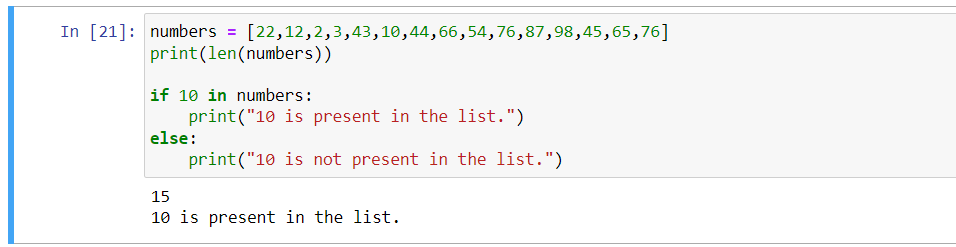 In [21]: numbers = [22,12,2,3,43,10,44,66,54,76,87,98,45,65,76]
print(len(numbers))

if 10 in numbers:
    print("10 is present in the list.")
else:
    print("10 is not present in the list.")
15
10 is present in the list.